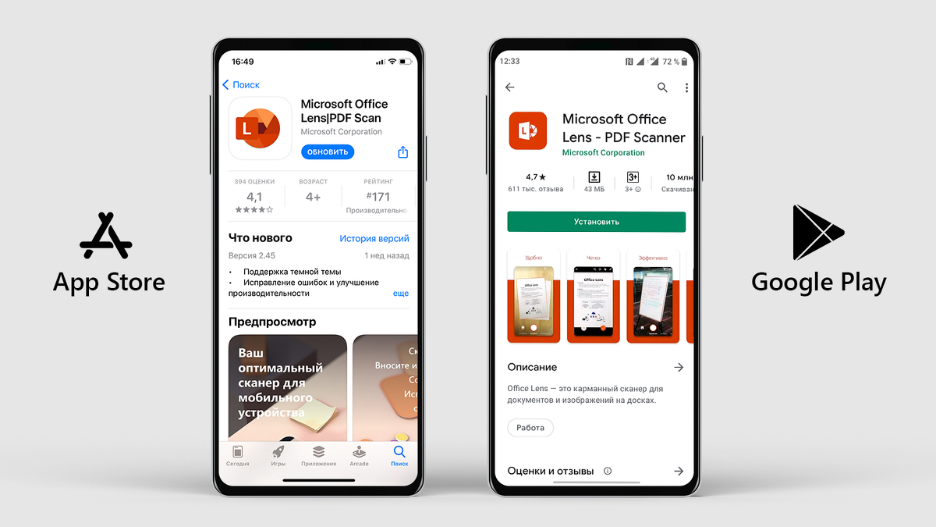 App Store
16:49
Поиск
Microsoft Office
Lens|PDF Scan
Microsoft Corporation
ОБНОВИТЬ
394 ОЦЕНКИ
4,1
ВОЗРАСТ
4+
РЕЙТИНГ
#171
Производительно
Что нового
История версий
Версия 2.45
1 нед назад
• Поддержка темной темы
• Исправление ошибок и улучшение
производительности
еще
Предпросмотр
Ваш
оптимальный
сканер для
мобильного
устройства
Ск
Вносите и
Со
Исп
Сегодня
Игры
Приложения
Arcade
Поиск
12:33
72 %
Microsoft Office
Lens - PDF Scanner
Microsoft Corporation
4,7★
611 тыс. отзыва
43 МБ
3+
3+
10 млн
Скачиван
Установить
Удобно
Четко
Эффективно
Office Lens
Описание
Office Lens — это карманный сканер для
документов и изображений на досках.
Работа
Оценки и отзывы
Google Play